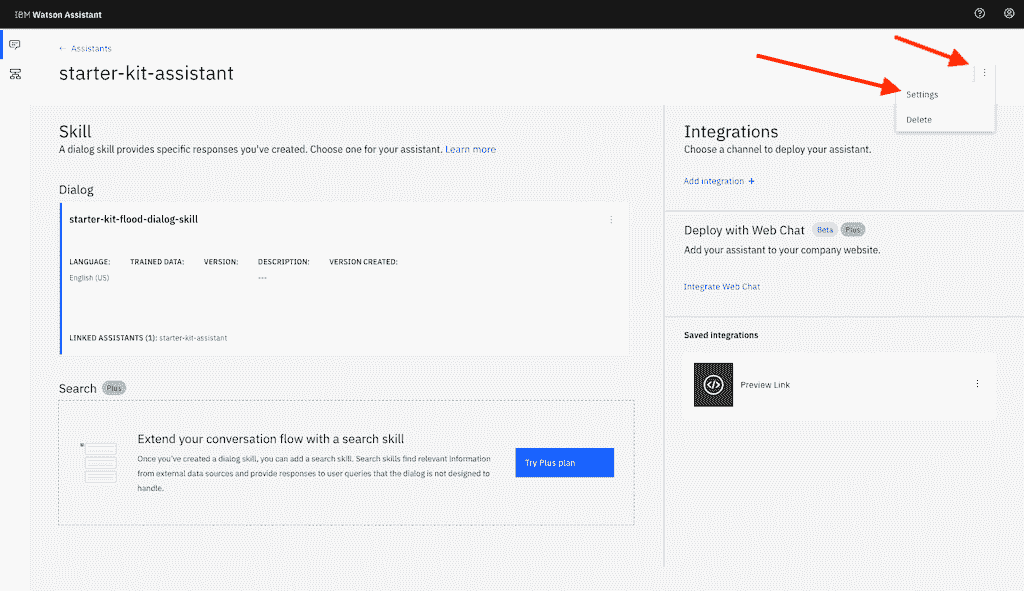 IBM Watson Assistant
← Assistants
starter-kit-assistant
Settings
Delete
Skill
A dialog skill provides specific responses you've created. Choose one for your assistant. Learn more
Dialog
starter-kit-flood-dialog-skill
LANGUAGE: TRAINED DATA: VERSION: DESCRIPTION: VERSION CREATED:
English (US) ---
LINKED ASSISTANTS (1): starter-kit-assistant
Search Plus
Extend your conversation flow with a search skill
Once you've created a dialog skill, you can add a search skill. Search skills find relevant information
from external data sources and provide responses to user queries that the dialog is not designed to
handle.
Try Plus plan
Integrations
Choose a channel to deploy your assistant.
Add integration +
Deploy with Web Chat Beta Plus
Add your assistant to your company website.
Integrate Web Chat
Saved integrations
Preview Link